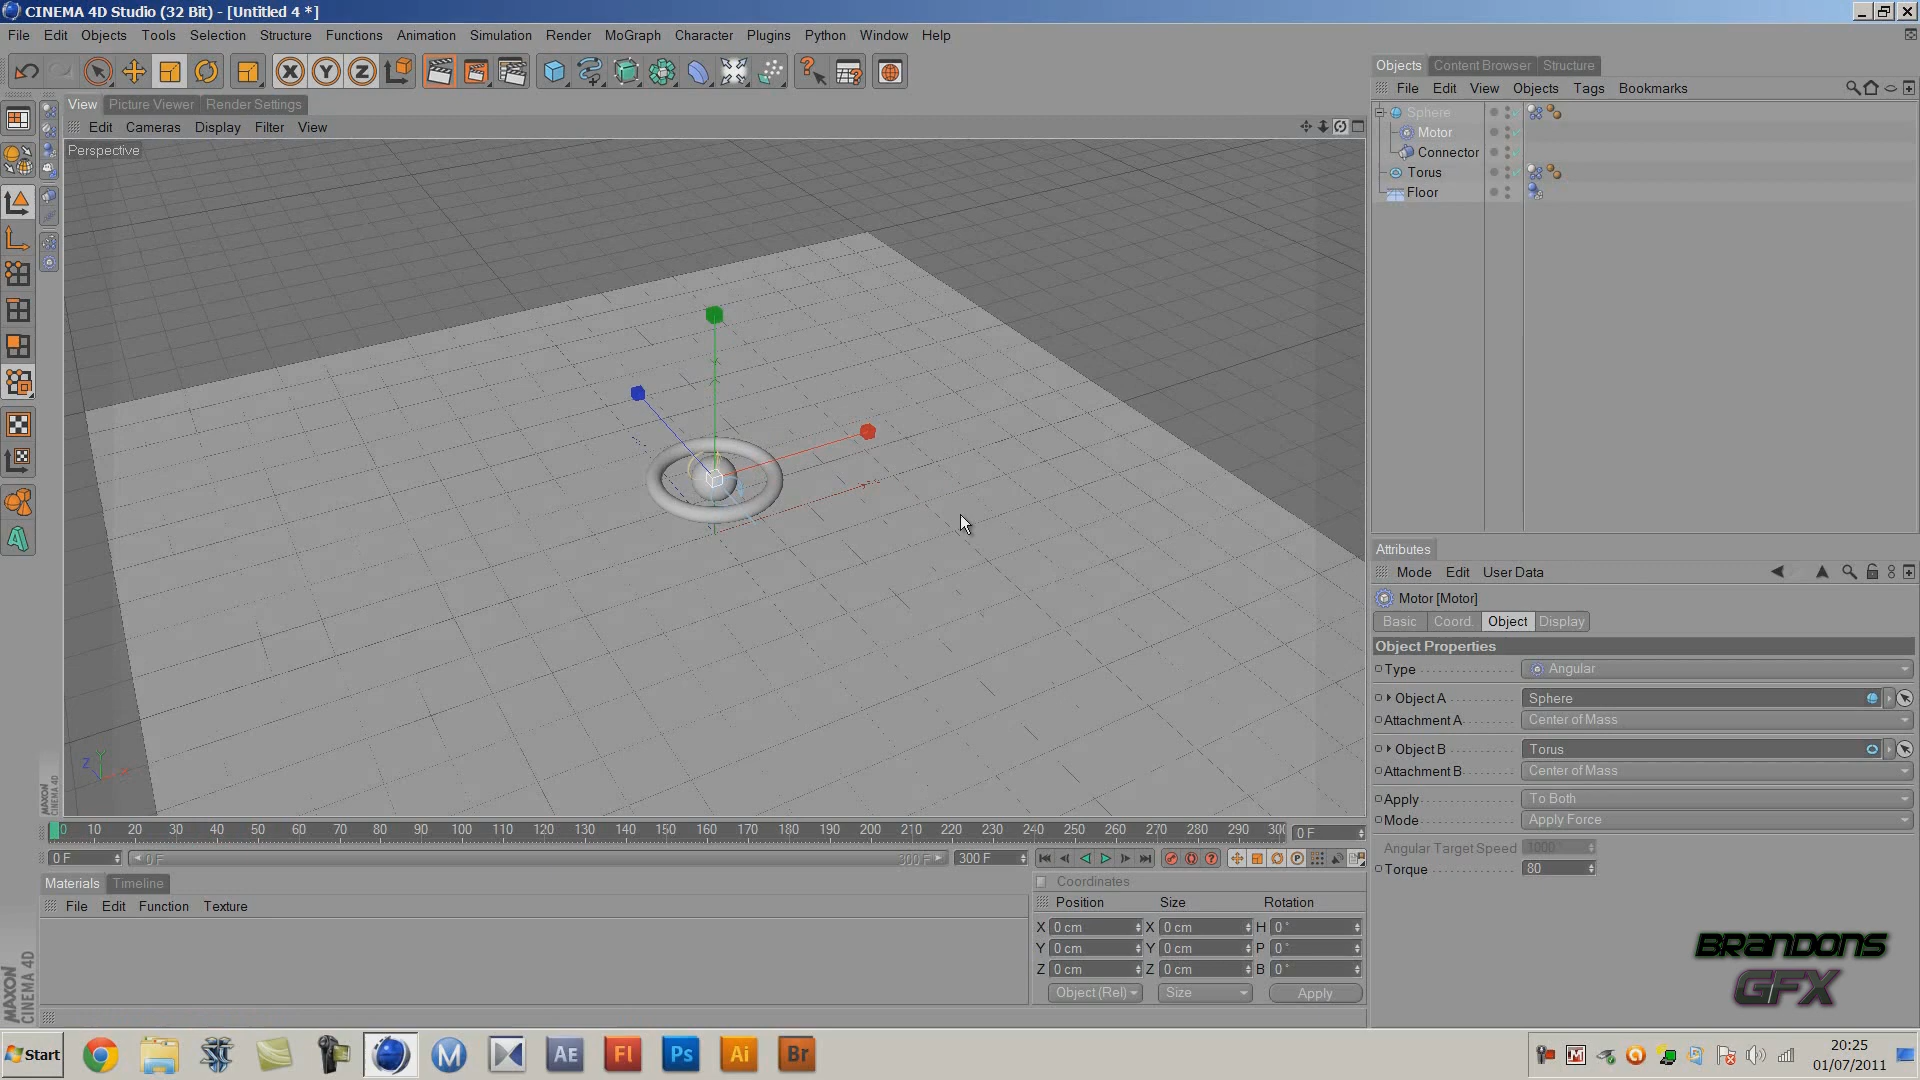 CINEMA 4D Studio (32 Bit) - [Untitled 4 *]
File Edit Objects Tools Selection Structure Functions Animation Simulation Render MoGraph Character Plugins Python Window Help
X Y Z
View Picture Viewer Render Settings
Edit Cameras Display Filter View
Perspective
Objects Content Browser Structure
File Edit View Objects Tags Bookmarks
Sphere
Motor
Connector
Torus
Floor
Attributes
Mode Edit User Data
Motor [Motor]
Basic Coord. Object Display
Object Properties
Type Angular
Object A Sphere
Attachment A Center of Mass
Object B Torus
Attachment B Center of Mass
Apply To Both
Mode Apply Force
Angular Target Speed 1000 °
Torque 80
Z Y
MAXON
CINEMA 4D
0 10 20 30 40 50 60 70 80 90 100 110 120 130 140 150 160 170 180 190 200 210 220 230 240 250 260 270 280 290 300 0 F
0 F 0 F 300 F 300 F
Materials Timeline
File Edit Function Texture
Coordinates
Position Size Rotation
X 0 cm X 0 cm H 0 °
Y 0 cm Y 0 cm P 0 °
Z 0 cm Z 0 cm B 0 °
Object (Rel) Size Apply
MAXON
CINEMA 4D
BRANDONS
GFX
Start AE Fl Ps Ai Br
20:25
01/07/2011